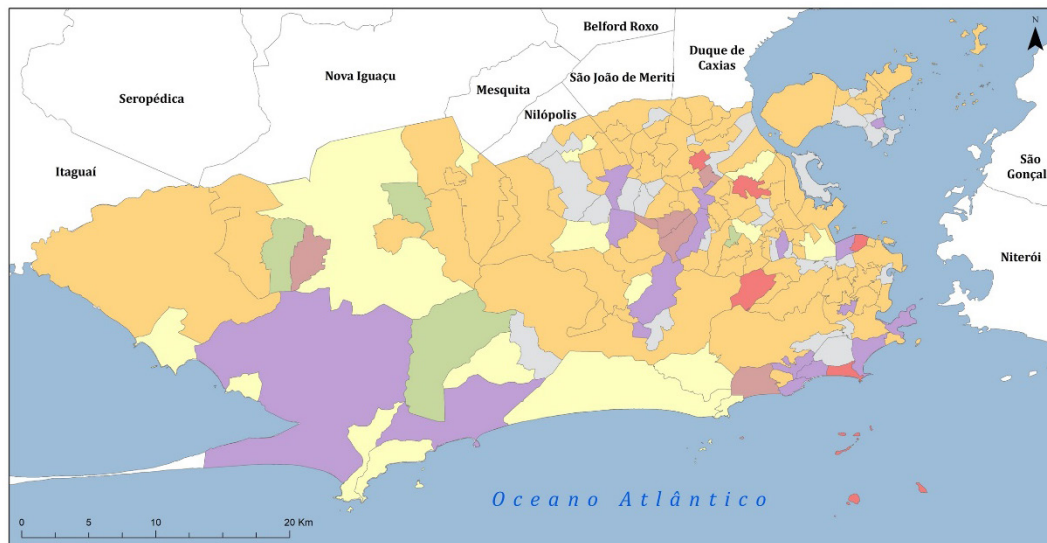 Belford Roxo
N
Duque de
Caxias
São João de Meriti
Nova Iguaçu
Mesquita
Seropédica
Nilópolis
Itaguaí
São
Gonçal
Niterói
Oceano Atlântico
0 5 10 20 Km